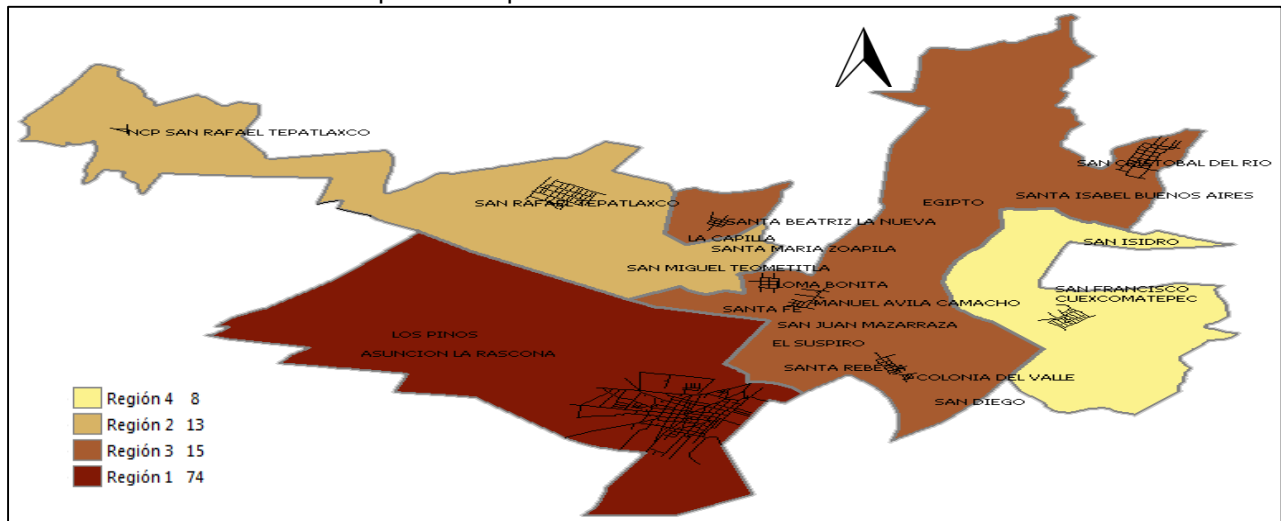 NCP SAN RAFAEL TEPATLAXCO
SAN CRISTOBAL DEL RIO
SAN RAFAEL TEPATLAXCO
SANTA ISABEL BUENOS AIRES
EGIPTO
SANTA BEATRIZ LA NUEVA
LA CAPILLA
SAN ISIDRO
SANTA MARIA ZOAPILA
SAN MIGUEL TEOMETITLA
LOMA BONITA
SAN FRANCISCO
CUEXCOMATEPEC
MANUEL AVILA CAMACHO
SANTA FE
SAN JUAN MAZARRAZA
LOS PINOS
EL SUSPIRO
ASUNCION LA RASCONA
SANTA REBECA
COLONIA DEL VALLE
SAN DIEGO
Región 4 8
Región 2 13
Región 3 15
Región 1 74